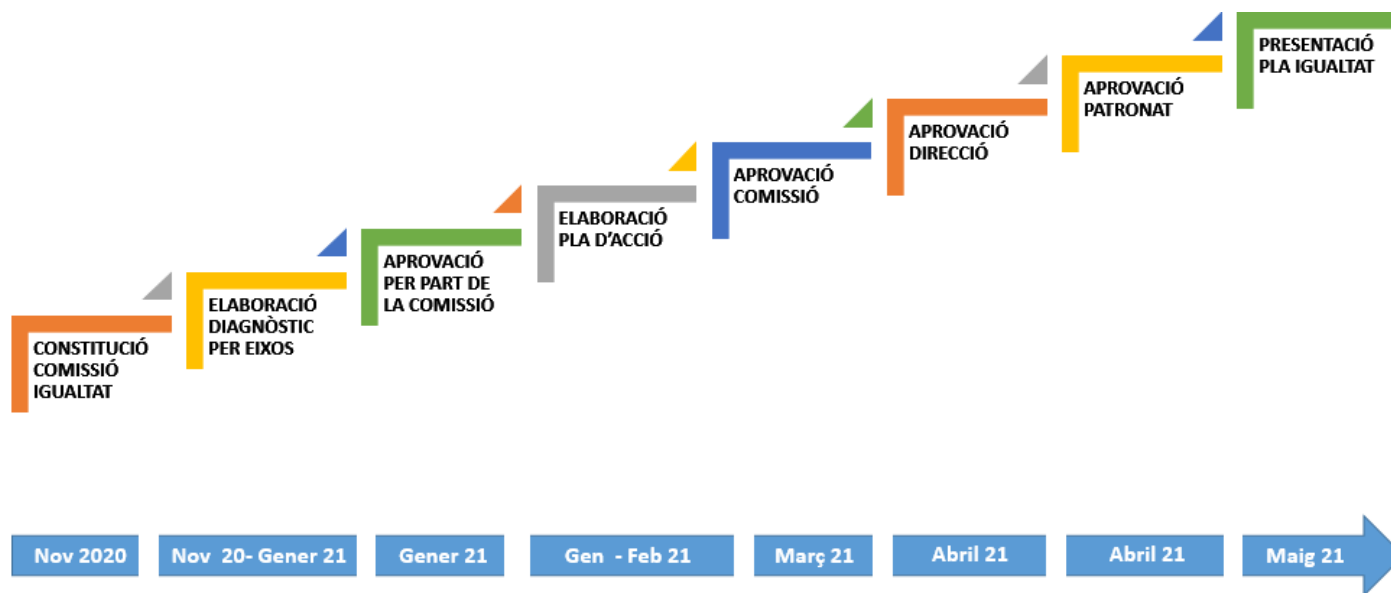 CONSTITUCIÓ
COMISSIÓ
IGUALTAT
ELABORACIÓ
DIAGNÒSTIC
PER EIXOS
APROVACIÓ
PER PART DE
LA COMISSIÓ
ELABORACIÓ
PLA D'ACCIÓ
APROVACIÓ
COMISSIÓ
APROVACIÓ
DIRECCIÓ
APROVACIÓ
PATRONAT
PRESENTACIÓ
PLA IGUALTAT
Nov 2020
Nov 20- Gener 21
Gener 21
Gen - Feb 21
Març 21
Abril 21
Abril 21
Maig 21